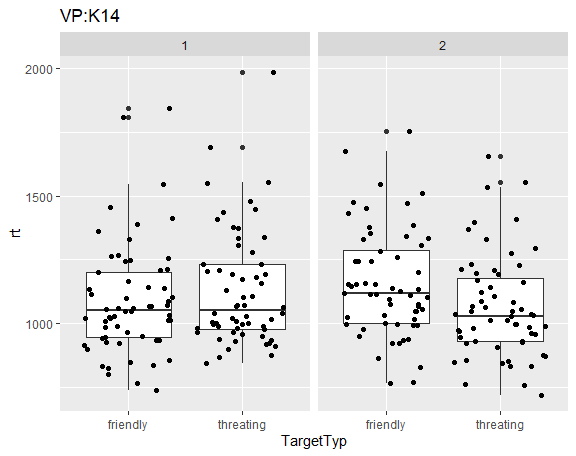 VP:K14
1
2
2000
1500
1000
rt
friendly
threating
friendly
threating
TargetTyp